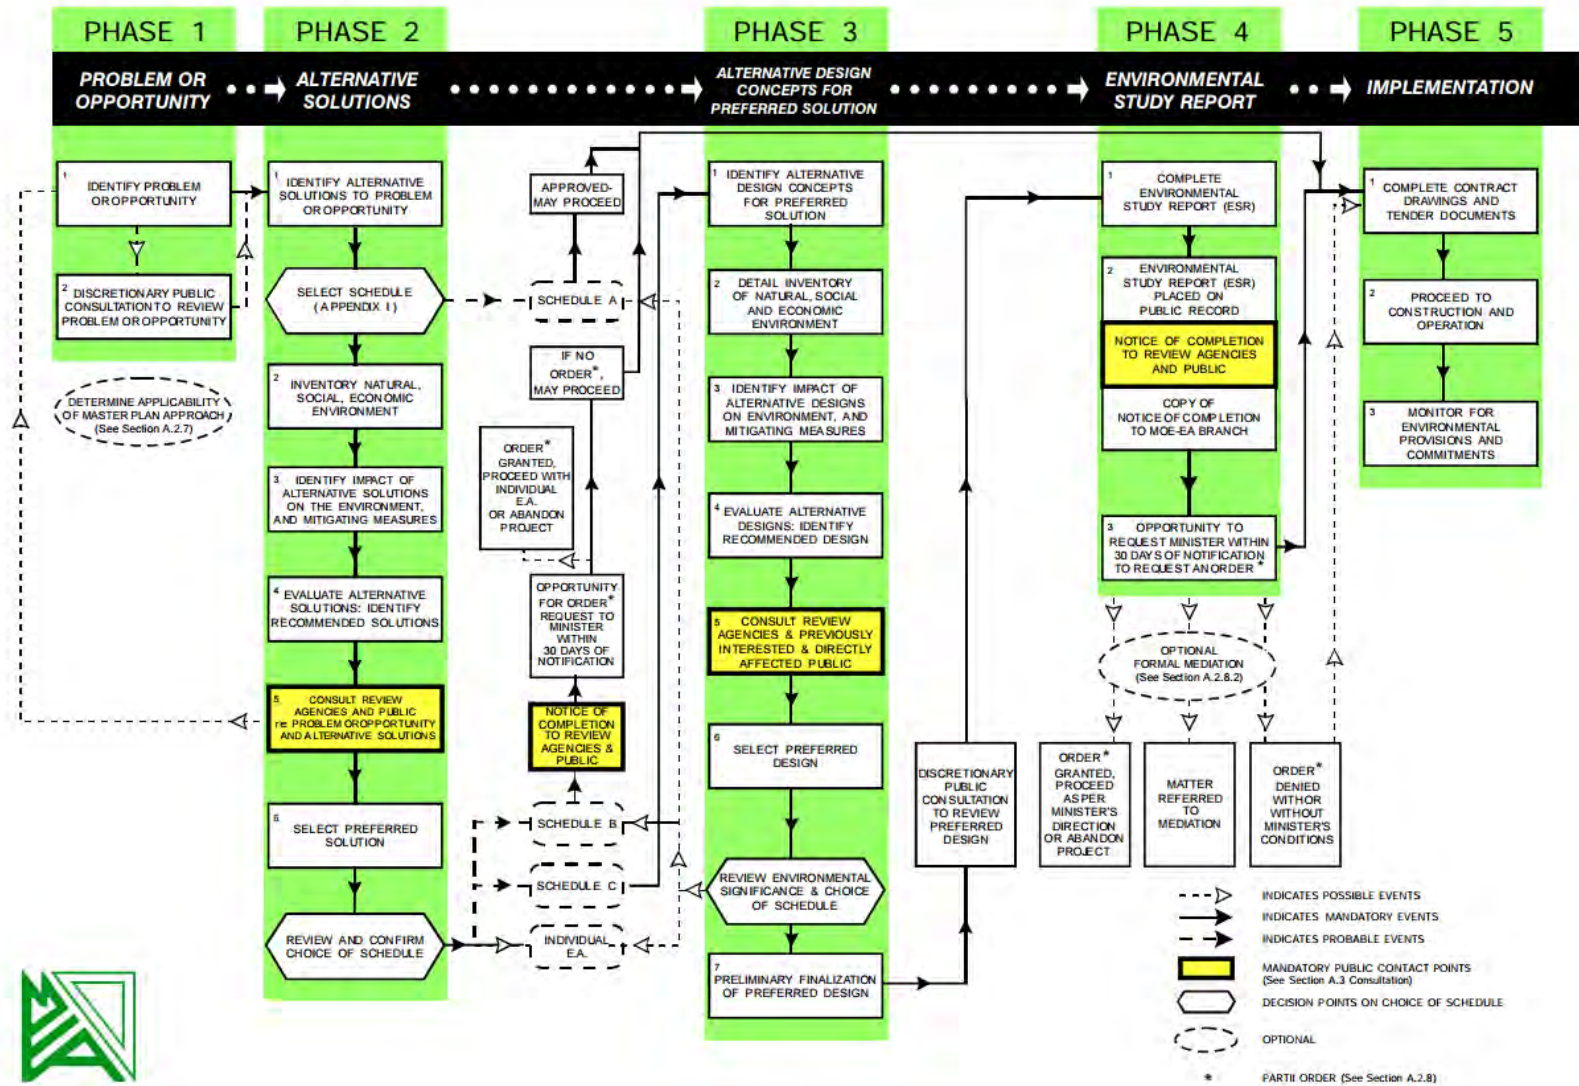 PHASE 1
PHASE 2
PHASE 3
PHASE 4
PHASE 5
PROBLEM OR
OPPORTUNITY
ALTERNATIVE
SOLUTIONS
ALTERNATIVE DESIGN
CONCEPTS FOR
PREFERRED SOLUTION
ENVIRONMENTAL
STUDY REPORT
IMPLEMENTATION
1
IDENTIFY PROBLEM
OR OPPORTUNITY
2
DISCRETIONARY PUBLIC
CONSULTATION TO REVIEW
PROBLEM OR OPPORTUNITY
DETERMINE APPLICABILITY
OF MASTER PLAN APPROACH
(See Section A.2.7)
1
IDENTIFY ALTERNATIVE
SOLUTIONS TO PROBLEM
OR OPPORTUNITY
SELECT SCHEDULE
(APPENDIX I)
2
INVENTORY NATURAL,
SOCIAL, ECONOMIC
ENVIRONMENT
3
IDENTIFY IMPACT OF
ALTERNATIVE SOLUTIONS
ON THE ENVIRONMENT,
AND MITIGATING MEASURES
4
EVALUATE ALTERNATIVE
SOLUTIONS: IDENTIFY
RECOMMENDED SOLUTIONS
5
CONSULT REVIEW
AGENCIES AND PUBLIC
re PROBLEM OR OPPORTUNITY
AND ALTERNATIVE SOLUTIONS
6
SELECT PREFERRED
SOLUTION
REVIEW AND CONFIRM
CHOICE OF SCHEDULE
APPROVED-
MAY PROCEED
SCHEDULE A
IF NO
ORDER*,
MAY PROCEED
ORDER*
GRANTED,
PROCEED WITH
INDIVIDUAL
E.A.
OR ABANDON
PROJECT
OPPORTUNITY
FOR ORDER*
REQUEST TO
MINISTER
WITHIN
30 DAYS OF
NOTIFICATION
NOTICE OF
COMPLETION
TO REVIEW
AGENCIES &
PUBLIC
SCHEDULE B
SCHEDULE C
INDIVIDUAL
E.A.
1
IDENTIFY ALTERNATIVE
DESIGN CONCEPTS
FOR PREFERRED
SOLUTION
2
DETAIL INVENTORY
OF NATURAL, SOCIAL
AND ECONOMIC
ENVIRONMENT
3
IDENTIFY IMPACT OF
ALTERNATIVE DESIGNS
ON ENVIRONMENT, AND
MITIGATING MEASURES
4
EVALUATE ALTERNATIVE
DESIGNS: IDENTIFY
RECOMMENDED DESIGN
5
CONSULT REVIEW
AGENCIES & PREVIOUSLY
INTERESTED & DIRECTLY
AFFECTED PUBLIC
6
SELECT PREFERRED
DESIGN
REVIEW ENVIRONMENTAL
SIGNIFICANCE & CHOICE
OF SCHEDULE
7
PRELIMINARY FINALIZATION
OF PREFERRED DESIGN
DISCRETIONARY
PUBLIC
CONSULTATION
TO REVIEW
PREFERRED
DESIGN
1
COMPLETE
ENVIRONMENTAL
STUDY REPORT (ESR)
2
ENVIRONMENTAL
STUDY REPORT (ESR)
PLACED ON
PUBLIC RECORD
NOTICE OF COMPLETION
TO REVIEW AGENCIES
AND PUBLIC
COPY OF
NOTICE OF COMPLETION
TO MOE-EA BRANCH
3
OPPORTUNITY TO
REQUEST MINISTER WITHIN
30 DAYS OF NOTIFICATION
TO REQUEST AN ORDER*
OPTIONAL
FORMAL MEDIATION
(See Section A.2.8.2)
ORDER*
GRANTED,
PROCEED
AS PER
MINISTER'S
DIRECTION
OR ABANDON
PROJECT
MATTER
REFERRED
TO
MEDIATION
ORDER*
DENIED
WITH OR
WITHOUT
MINISTER'S
CONDITIONS
1
COMPLETE CONTRACT
DRAWINGS AND
TENDER DOCUMENTS
2
PROCEED TO
CONSTRUCTION AND
OPERATION
3
MONITOR FOR
ENVIRONMENTAL
PROVISIONS AND
COMMITMENTS
INDICATES POSSIBLE EVENTS
INDICATES MANDATORY EVENTS
INDICATES PROBABLE EVENTS
MANDATORY PUBLIC CONTACT POINTS
(See Section A.3 Consultation)
DECISION POINTS ON CHOICE OF SCHEDULE
OPTIONAL
* PART II ORDER (See Section A.2.8)
MEA